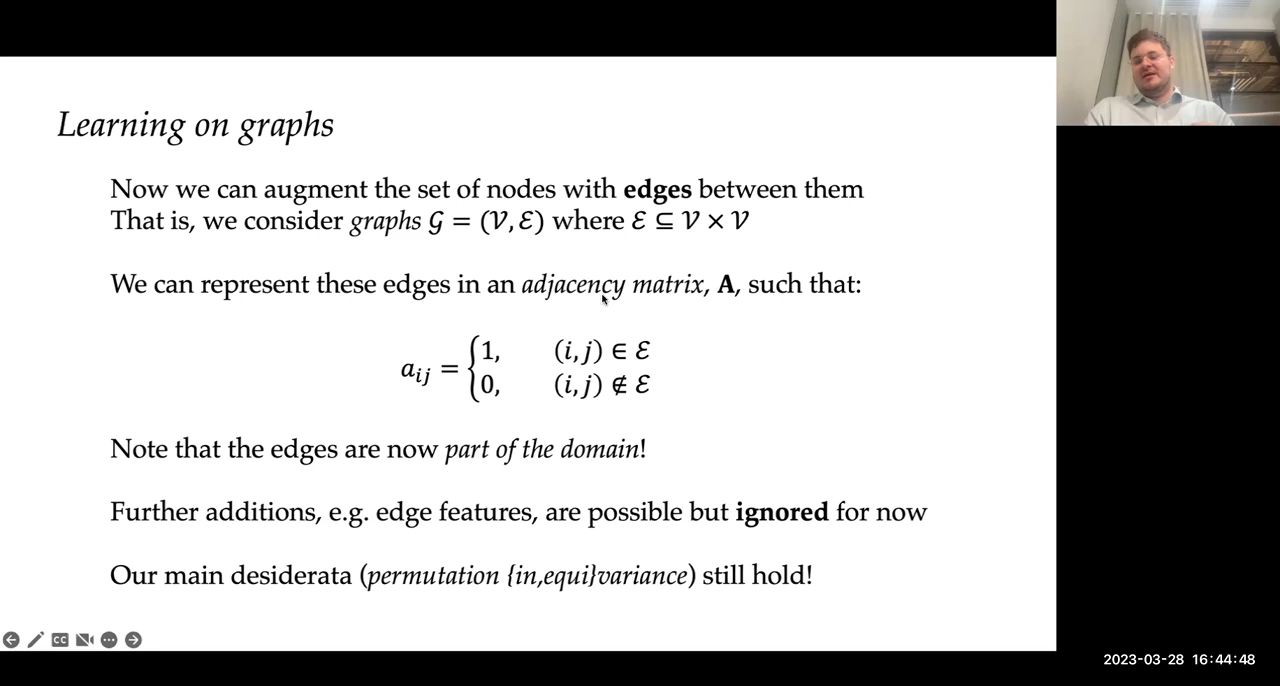 Learning on graphs
Now we can augment the set of nodes with edges between them
That is, we consider graphs 𝒢 = (𝒱, ℰ) where ℰ ⊆ 𝒱 × 𝒱
We can represent these edges in an adjacency matrix, A, such that:
a_{ij} = { 1, (i, j) ∈ ℰ
0, (i, j) ∉ ℰ
Note that the edges are now part of the domain!
Further additions, e.g. edge features, are possible but ignored for now
Our main desiderata (permutation {in,equi}variance) still hold!
CC
2023-03-28 16:44:48